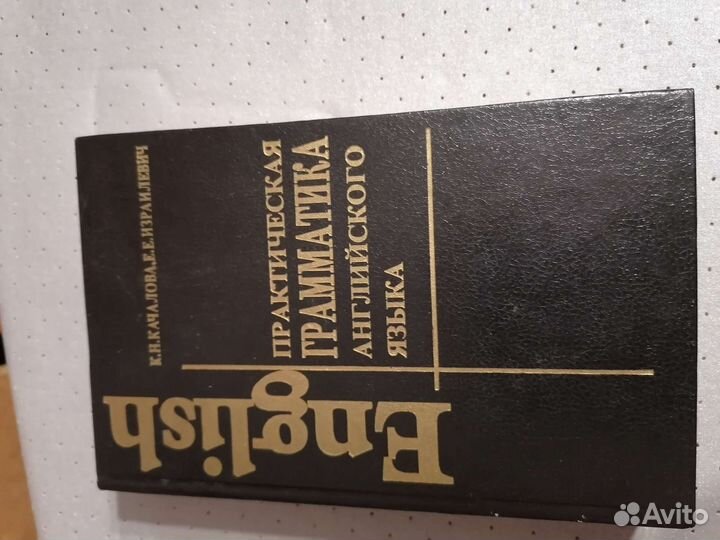 К.Н.КАЧАЛОВА,Е.Е.ИЗРАИЛЕВИЧ
ПРАКТИЧЕСКАЯ
ГРАММАТИКА
АНГЛИЙСКОГО
ЯЗЫКА
English
Avito